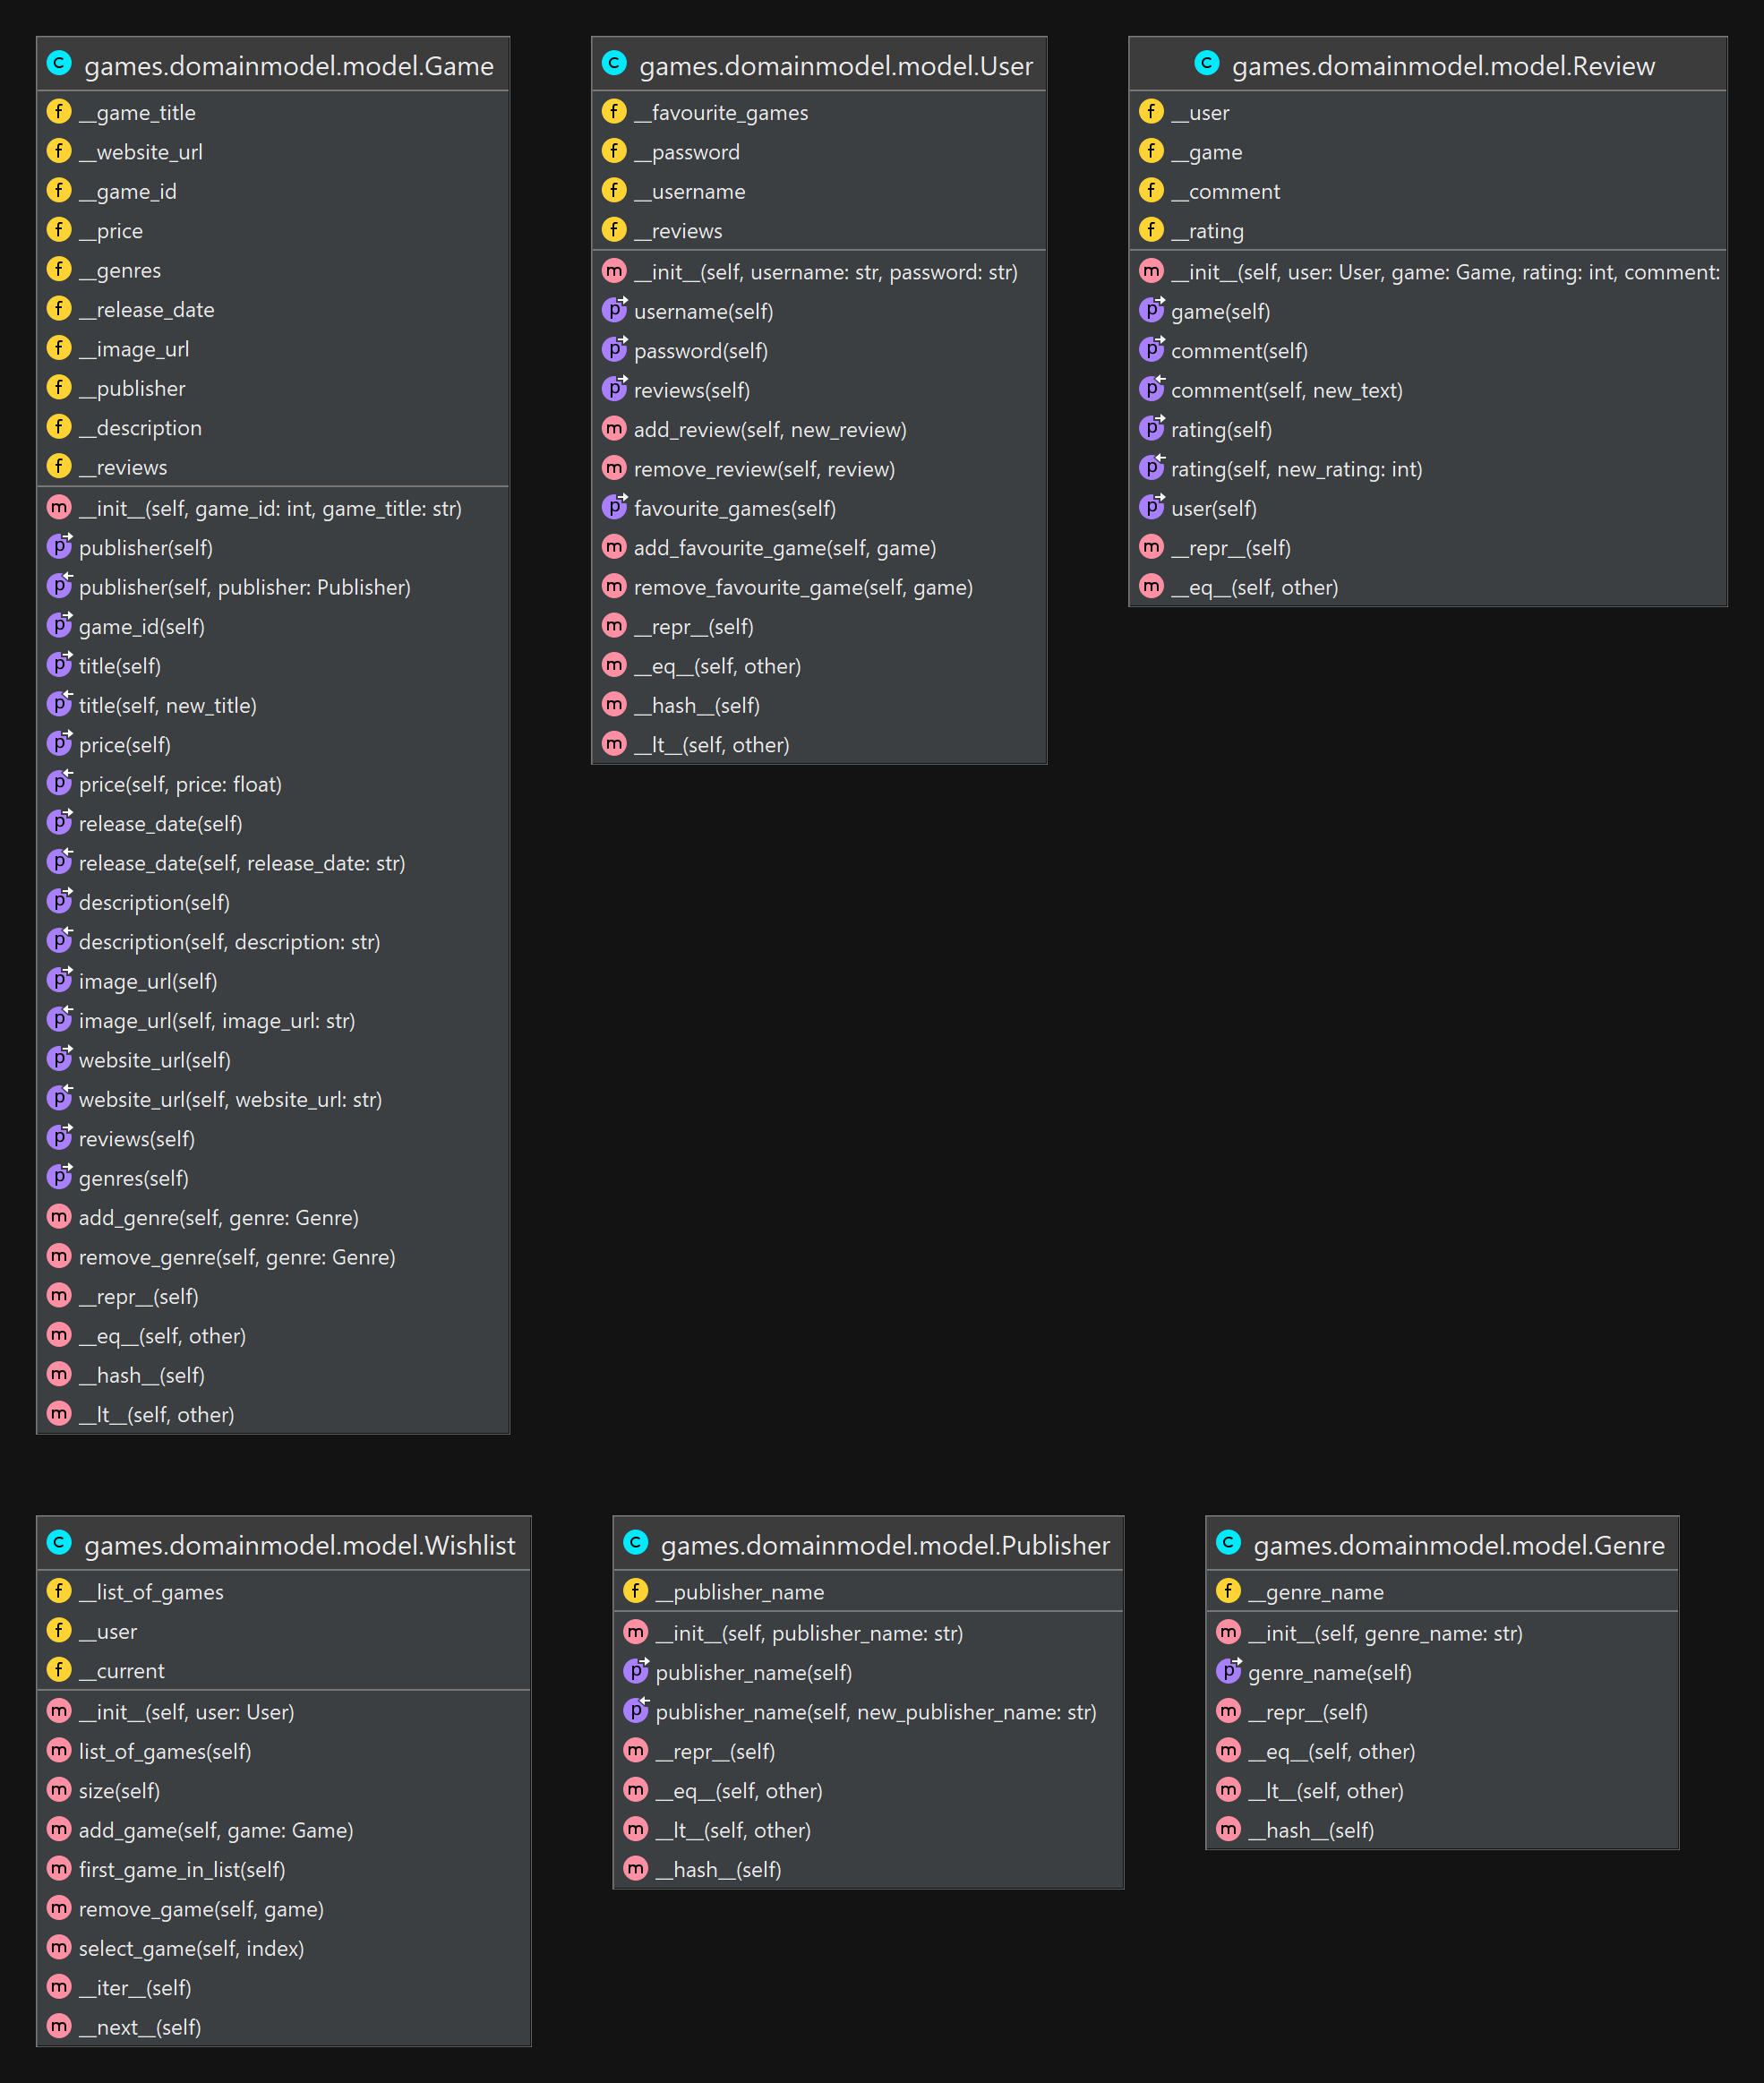 C games.domainmodel.model.Game
f __game_title
f __website_url
f __game_id
f __price
f __genres
f __release_date
f __image_url
f __publisher
f __description
f __reviews
m __init__(self, game_id: int, game_title: str)
p publisher(self)
p publisher(self, publisher: Publisher)
p game_id(self)
p title(self)
p title(self, new_title)
p price(self)
p price(self, price: float)
p release_date(self)
p release_date(self, release_date: str)
p description(self)
p description(self, description: str)
p image_url(self)
p image_url(self, image_url: str)
p website_url(self)
p website_url(self, website_url: str)
p reviews(self)
p genres(self)
m add_genre(self, genre: Genre)
m remove_genre(self, genre: Genre)
m __repr__(self)
m __eq__(self, other)
m __hash__(self)
m __lt__(self, other)
C games.domainmodel.model.User
f __favourite_games
f __password
f __username
f __reviews
m __init__(self, username: str, password: str)
p username(self)
p password(self)
p reviews(self)
m add_review(self, new_review)
m remove_review(self, review)
p favourite_games(self)
m add_favourite_game(self, game)
m remove_favourite_game(self, game)
m __repr__(self)
m __eq__(self, other)
m __hash__(self)
m __lt__(self, other)
C games.domainmodel.model.Review
f __user
f __game
f __comment
f __rating
m __init__(self, user: User, game: Game, rating: int, comment:
p game(self)
p comment(self)
p comment(self, new_text)
p rating(self)
p rating(self, new_rating: int)
p user(self)
m __repr__(self)
m __eq__(self, other)
C games.domainmodel.model.Wishlist
f __list_of_games
f __user
f __current
m __init__(self, user: User)
m list_of_games(self)
m size(self)
m add_game(self, game: Game)
m first_game_in_list(self)
m remove_game(self, game)
m select_game(self, index)
m __iter__(self)
m __next__(self)
C games.domainmodel.model.Publisher
f __publisher_name
m __init__(self, publisher_name: str)
p publisher_name(self)
p publisher_name(self, new_publisher_name: str)
m __repr__(self)
m __eq__(self, other)
m __lt__(self, other)
m __hash__(self)
C games.domainmodel.model.Genre
f __genre_name
m __init__(self, genre_name: str)
p genre_name(self)
m __repr__(self)
m __eq__(self, other)
m __lt__(self, other)
m __hash__(self)